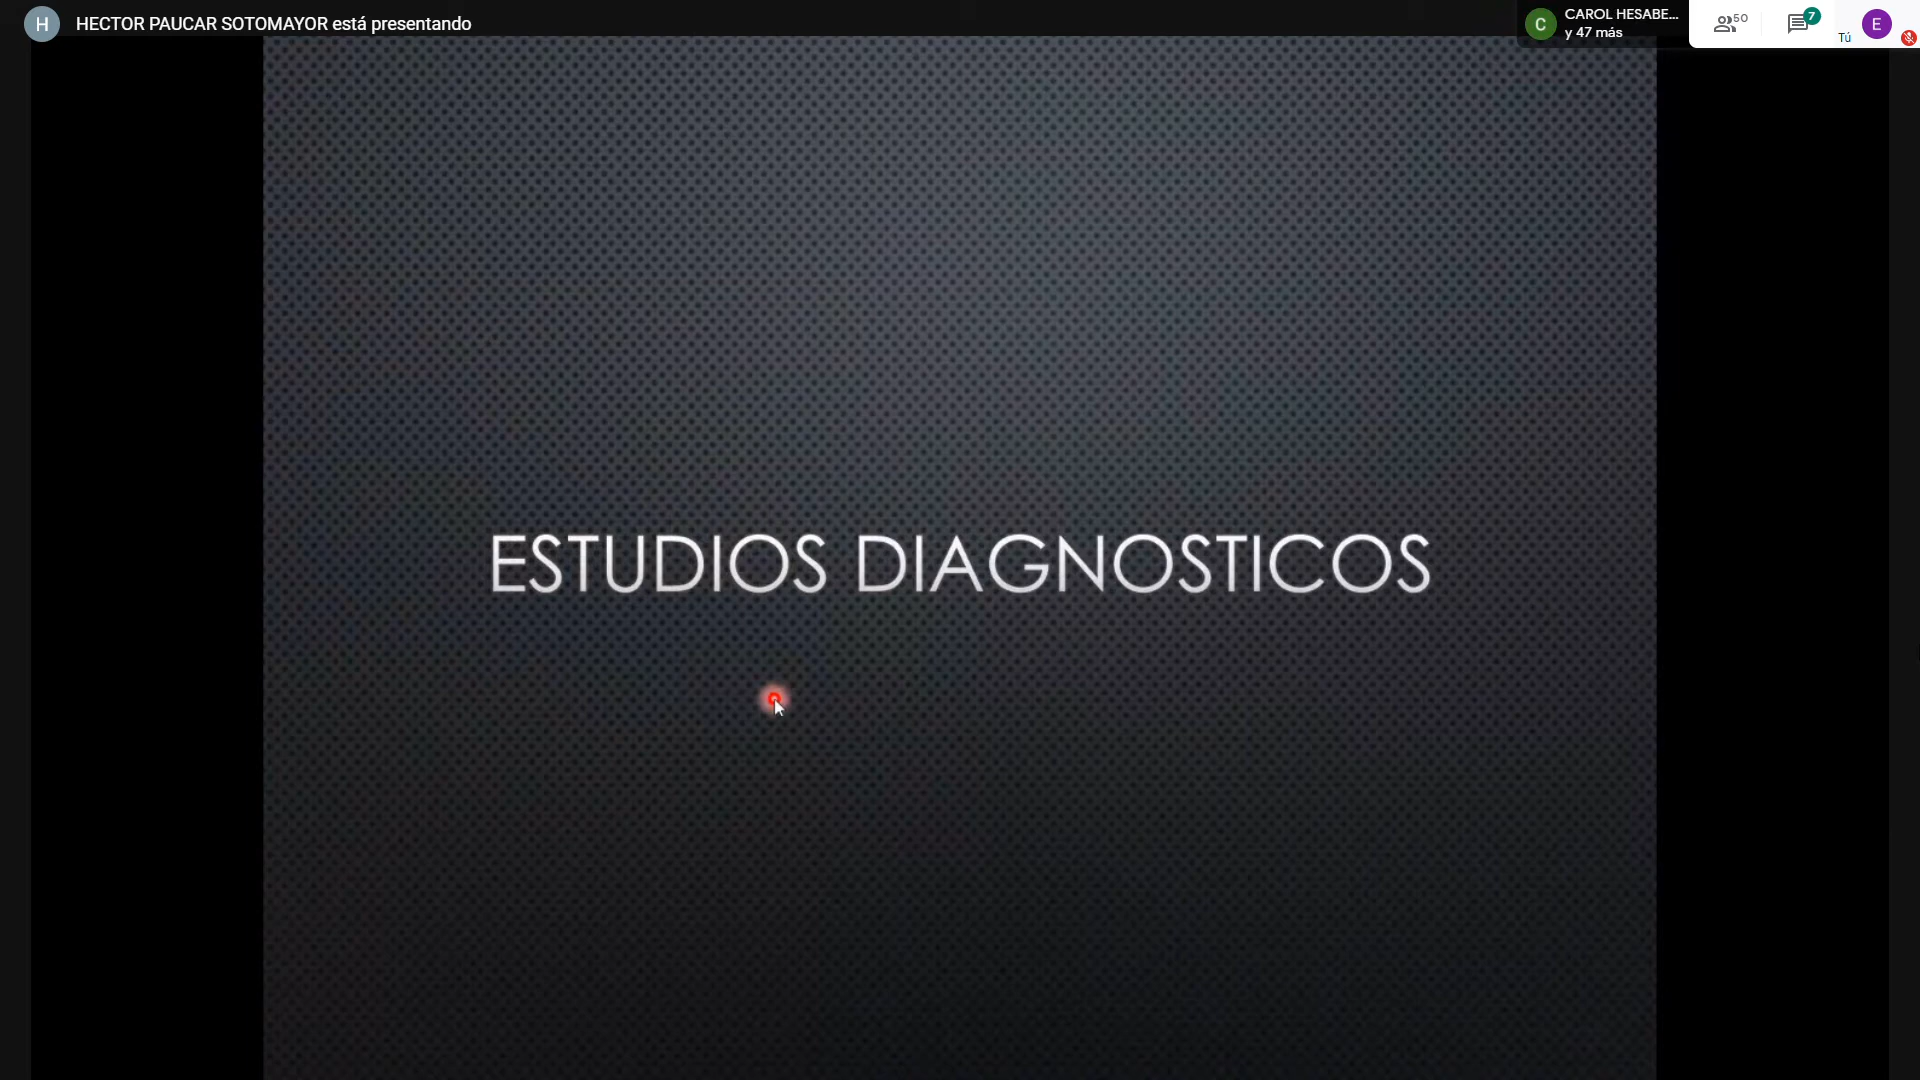 H
HECTOR PAUCAR SOTOMAYOR está presentando
C
CAROL HESABE...
y 47 más
50
7
Tú
E
ESTUDIOS DIAGNOSTICOS